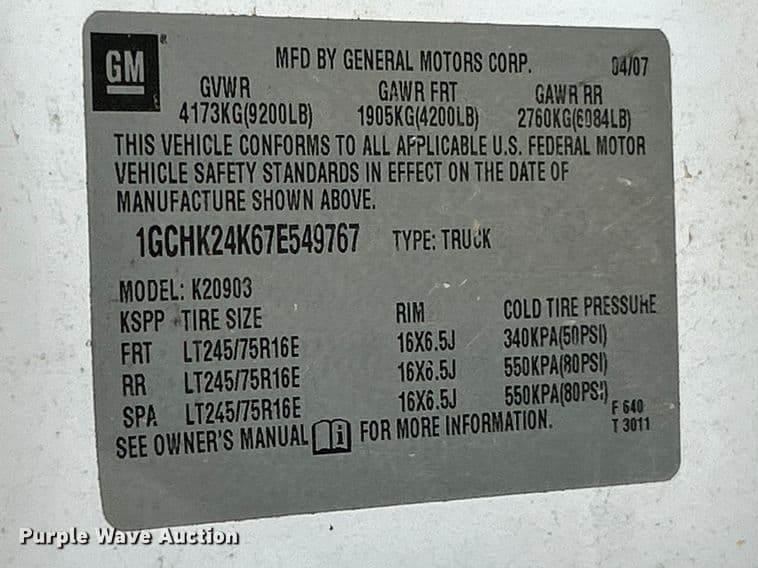 GM
MFD BY GENERAL MOTORS CORP. 04/07
GVWR GAWR FRT GAWR RR
4173KG(9200LB) 1905KG(4200LB) 2760KG(6084LB)
THIS VEHICLE CONFORMS TO ALL APPLICABLE U.S. FEDERAL MOTOR
VEHICLE SAFETY STANDARDS IN EFFECT ON THE DATE OF
MANUFACTURE SHOWN ABOVE.
1GCHK24K67E549767 TYPE: TRUCK
MODEL: K20903
KSPP TIRE SIZE RIM COLD TIRE PRESSURE
FRT LT245/75R16E 16X6.5J 340KPA(50PSI)
RR LT245/75R16E 16X6.5J 550KPA(80PSI)
SPA LT245/75R16E 16X6.5J 550KPA(80PSI)
SEE OWNER'S MANUAL i FOR MORE INFORMATION.
F 640
T 3011
Purple Wave Auction